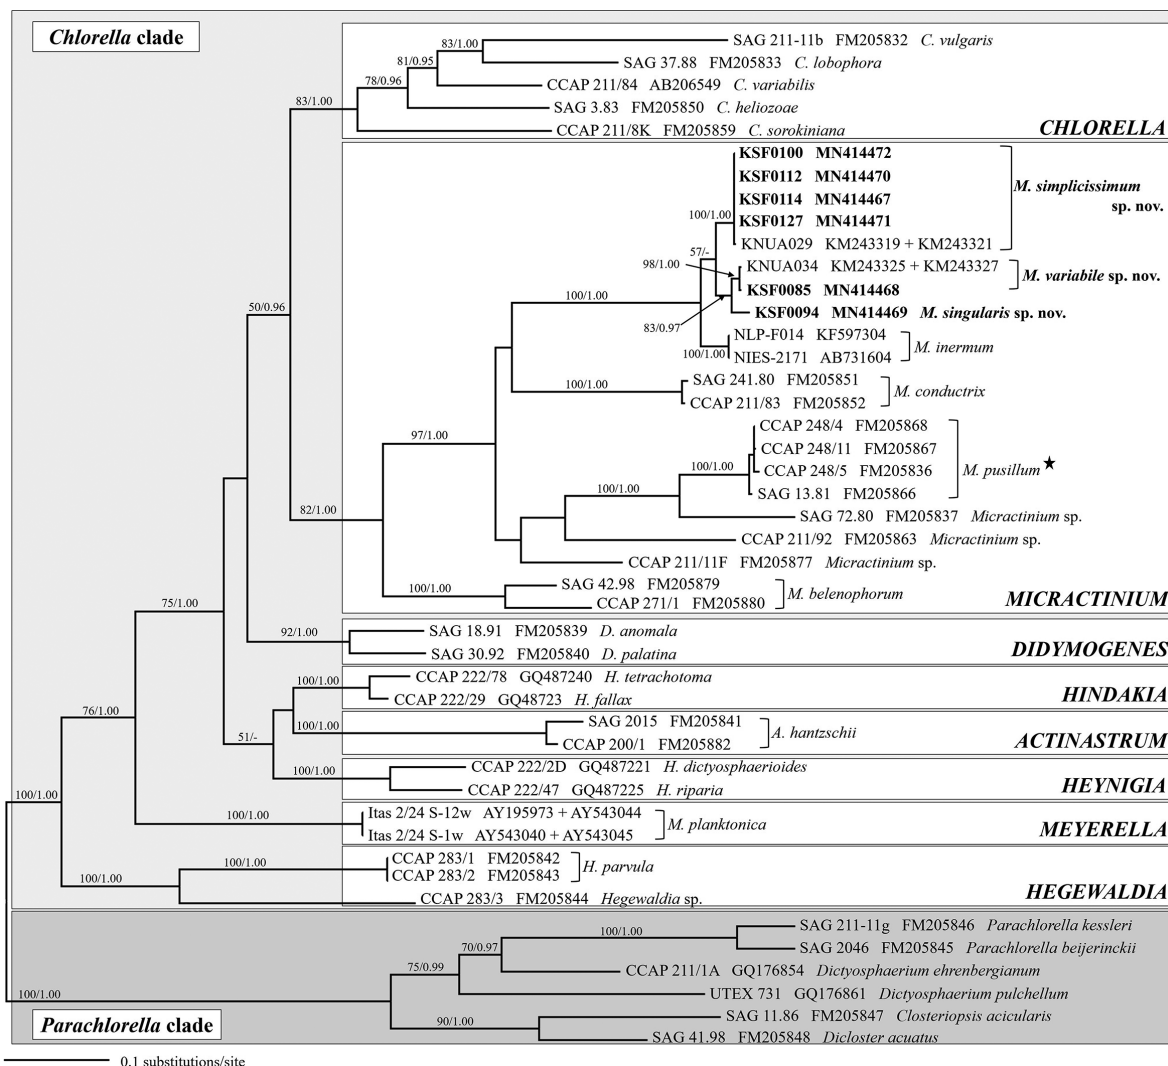 Chlorella clade
83/1.00
SAG 211-11b FM205832 C. vulgaris
81/0.95
SAG 37.88 FM205833 C. lobophora
78/0.96
CCAP 211/84 AB206549 C. variabilis
83/1.00
SAG 3.83 FM205850 C. heliozoae
CCAP 211/8K FM205859 C. sorokiniana
CHLORELLA
KSF0100 MN414472
KSF0112 MN414470
M. simplicissimum
sp. nov.
KSF0114 MN414467
KSF0127 MN414471
100/1.00
KNUA029 KM243319 + KM243321
57/-
98/1.00
KNUA034 KM243325 + KM243327
M. variabile sp. nov.
KSF0085 MN414468
100/1.00
50/0.96
KSF0094 MN414469 M. singularis sp. nov.
83/0.97
NLP-F014 KF597304
M. inermum
100/1.00
NIES-2171 AB731604
SAG 241.80 FM205851
100/1.00
M. conductrix
CCAP 211/83 FM205852
CCAP 248/4 FM205868
97/1.00
CCAP 248/11 FM205867
100/1.00
CCAP 248/5 FM205836
M. pusillum★
100/1.00
SAG 13.81 FM205866
82/1.00
SAG 72.80 FM205837 Micractinium sp.
CCAP 211/92 FM205863 Micractinium sp.
CCAP 211/11F FM205877 Micractinium sp.
100/1.00
SAG 42.98 FM205879
M. belenophorum
CCAP 271/1 FM205880
MICRACTINIUM
75/1.00
92/1.00
SAG 18.91 FM205839 D. anomala
SAG 30.92 FM205840 D. palatina
DIDYMOGENES
CCAP 222/78 GQ487240 H. tetrachotoma
100/1.00
CCAP 222/29 GQ48723 H. fallax
HINDAKIA
76/1.00
100/1.00
SAG 2015 FM205841
A. hantzschii
51/-
CCAP 200/1 FM205882
ACTINASTRUM
CCAP 222/2D GQ487221 H. dictyosphaerioides
100/1.00
CCAP 222/47 GQ487225 H. riparia
HEYNIGIA
100/1.00
100/1.00
Itas 2/24 S-12w AY195973 + AY543044
M. planktonica
Itas 2/24 S-1w AY543040 + AY543045
MEYERELLA
100/1.00
CCAP 283/1 FM205842
H. parvula
CCAP 283/2 FM205843
100/1.00
CCAP 283/3 FM205844 Hegewaldia sp.
HEGEWALDIA
100/1.00
SAG 211-11g FM205846 Parachlorella kessleri
70/0.97
SAG 2046 FM205845 Parachlorella beijerinckii
75/0.99
CCAP 211/1A GQ176854 Dictyosphaerium ehrenbergianum
100/1.00
UTEX 731 GQ176861 Dictyosphaerium pulchellum
90/1.00
SAG 11.86 FM205847 Closteriopsis acicularis
Parachlorella clade
SAG 41.98 FM205848 Dicloster acuatus
0.1 substitutions/site